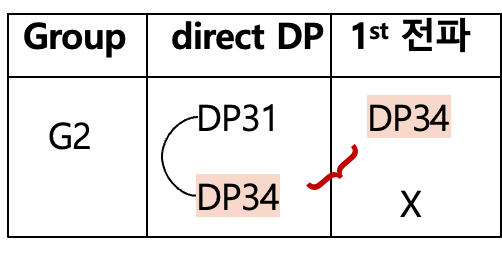 Group direct DP 1st 전파
DP31 DP34
G2
DP34 X